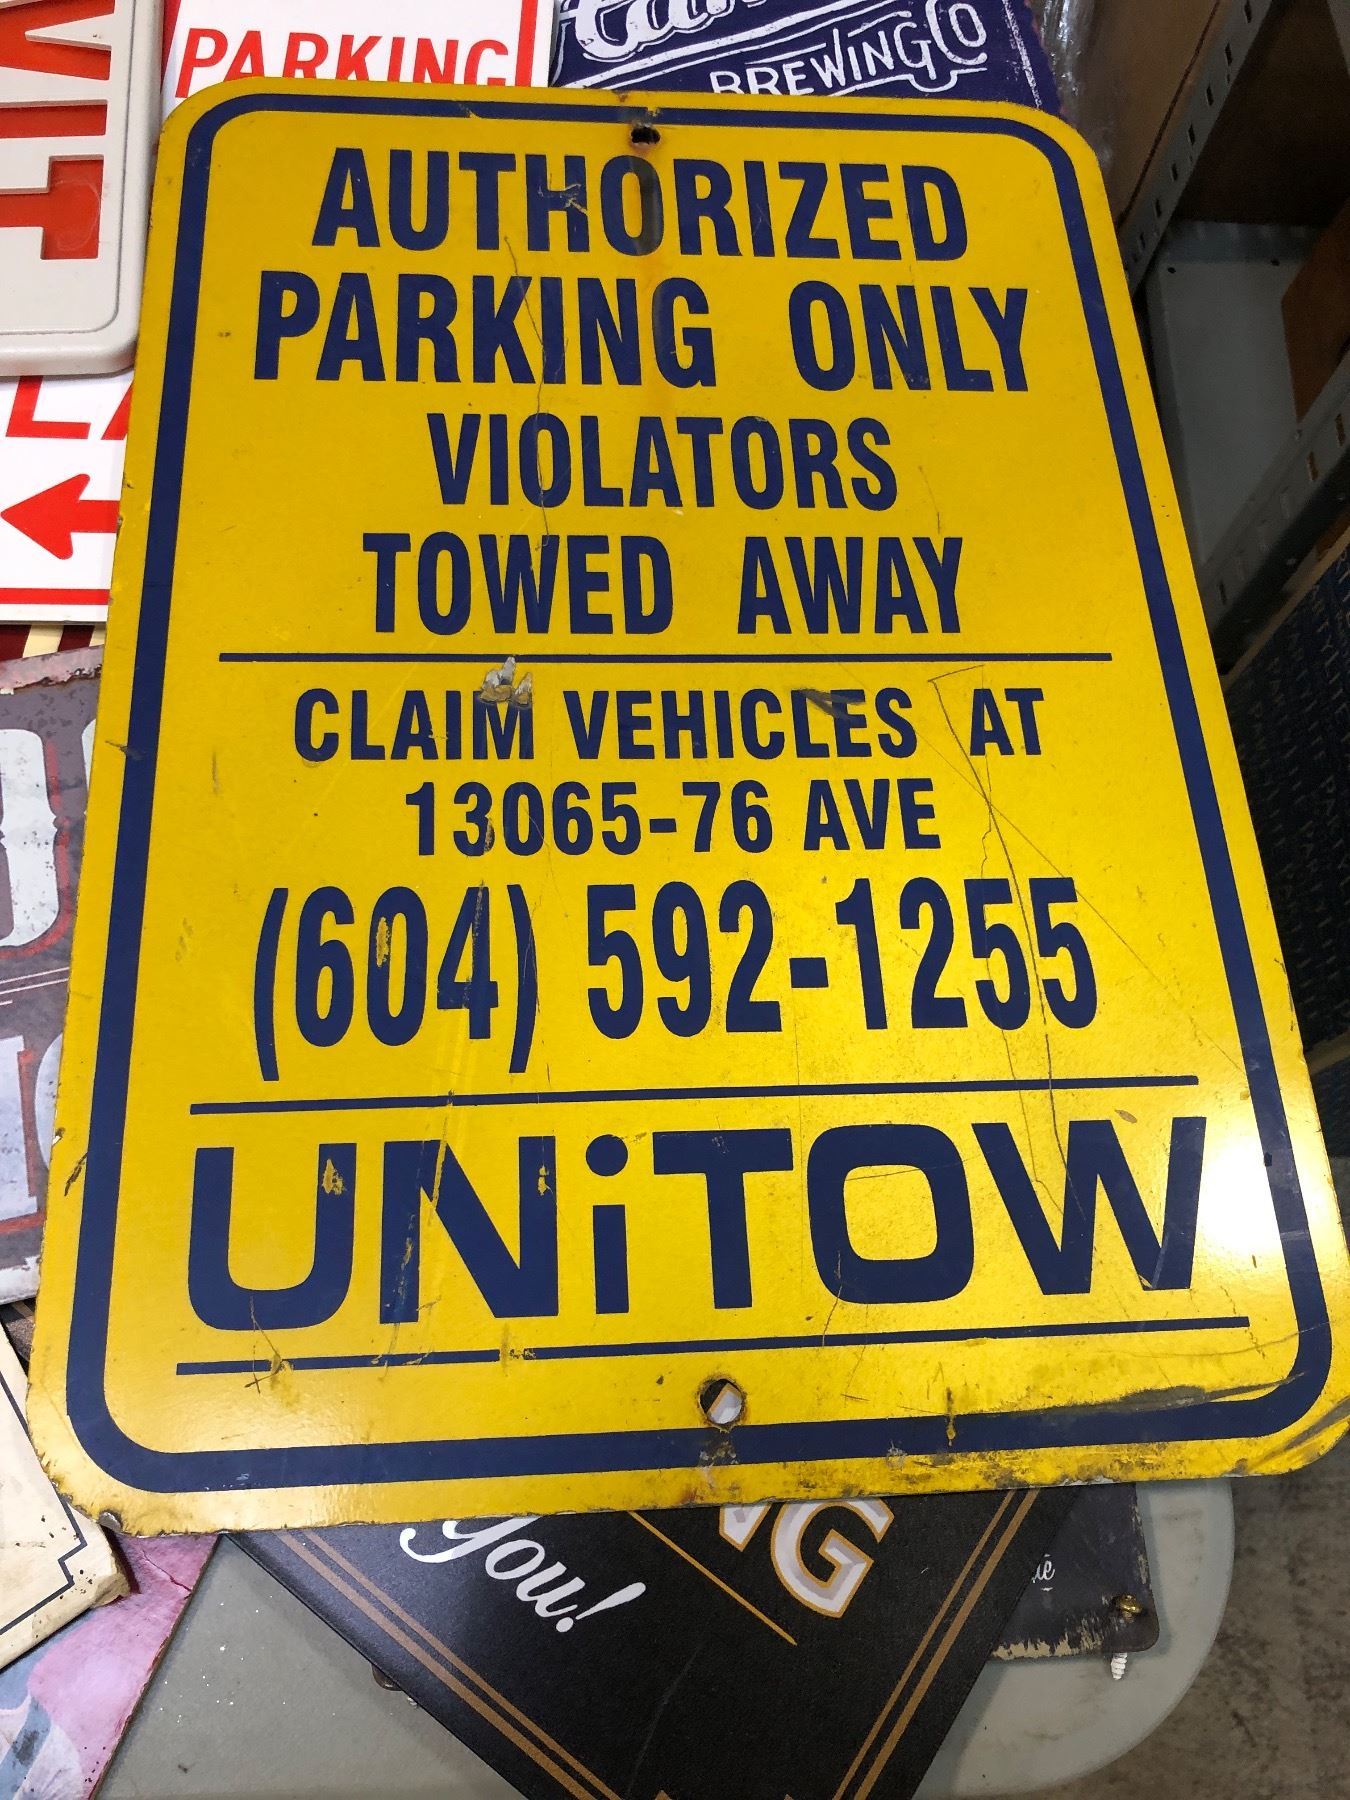 PARKING
BREWING CO
AUTHORIZED
PARKING ONLY
VIOLATORS
TOWED AWAY
CLAIM VEHICLES AT
13065-76 AVE
(604) 592-1255
UNiTOW
You!